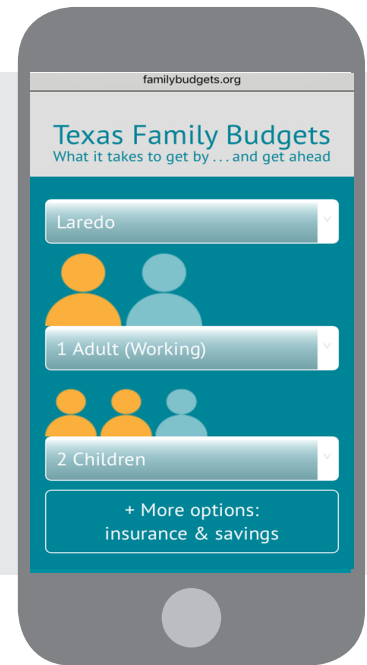 familybudgets.org
Texas Family Budgets
What it takes to get by . . . and get ahead
Laredo
1 Adult (Working)
2 Children
+ More options:
insurance & savings